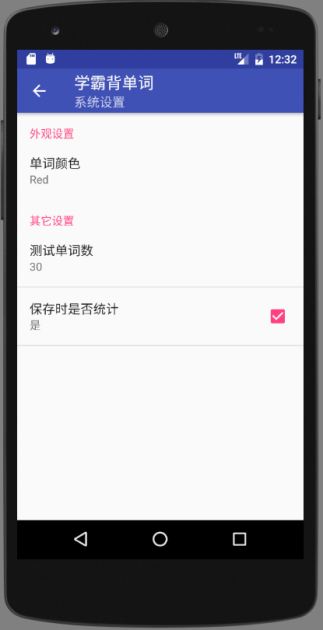 LTE 12:32
学霸背单词
系统设置
外观设置
单词颜色
Red
其它设置
测试单词数
30
保存时是否统计
是